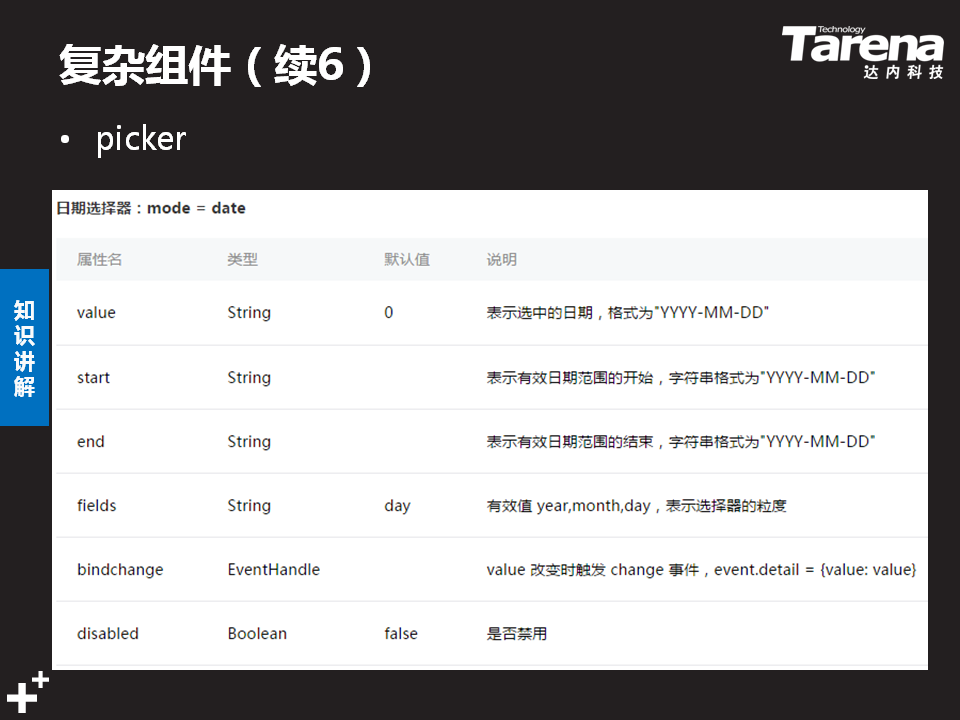 复杂组件（续6）
Technology
Tarena
达内科技
• picker
日期选择器：mode = date
属性名 类型 默认值 说明
value String 0 表示选中的日期，格式为"YYYY-MM-DD"
start String 表示有效日期范围的开始，字符串格式为"YYYY-MM-DD"
end String 表示有效日期范围的结束，字符串格式为"YYYY-MM-DD"
fields String day 有效值 year,month,day，表示选择器的粒度
bindchange EventHandle value 改变时触发 change 事件，event.detail = {value: value}
disabled Boolean false 是否禁用
知识讲解